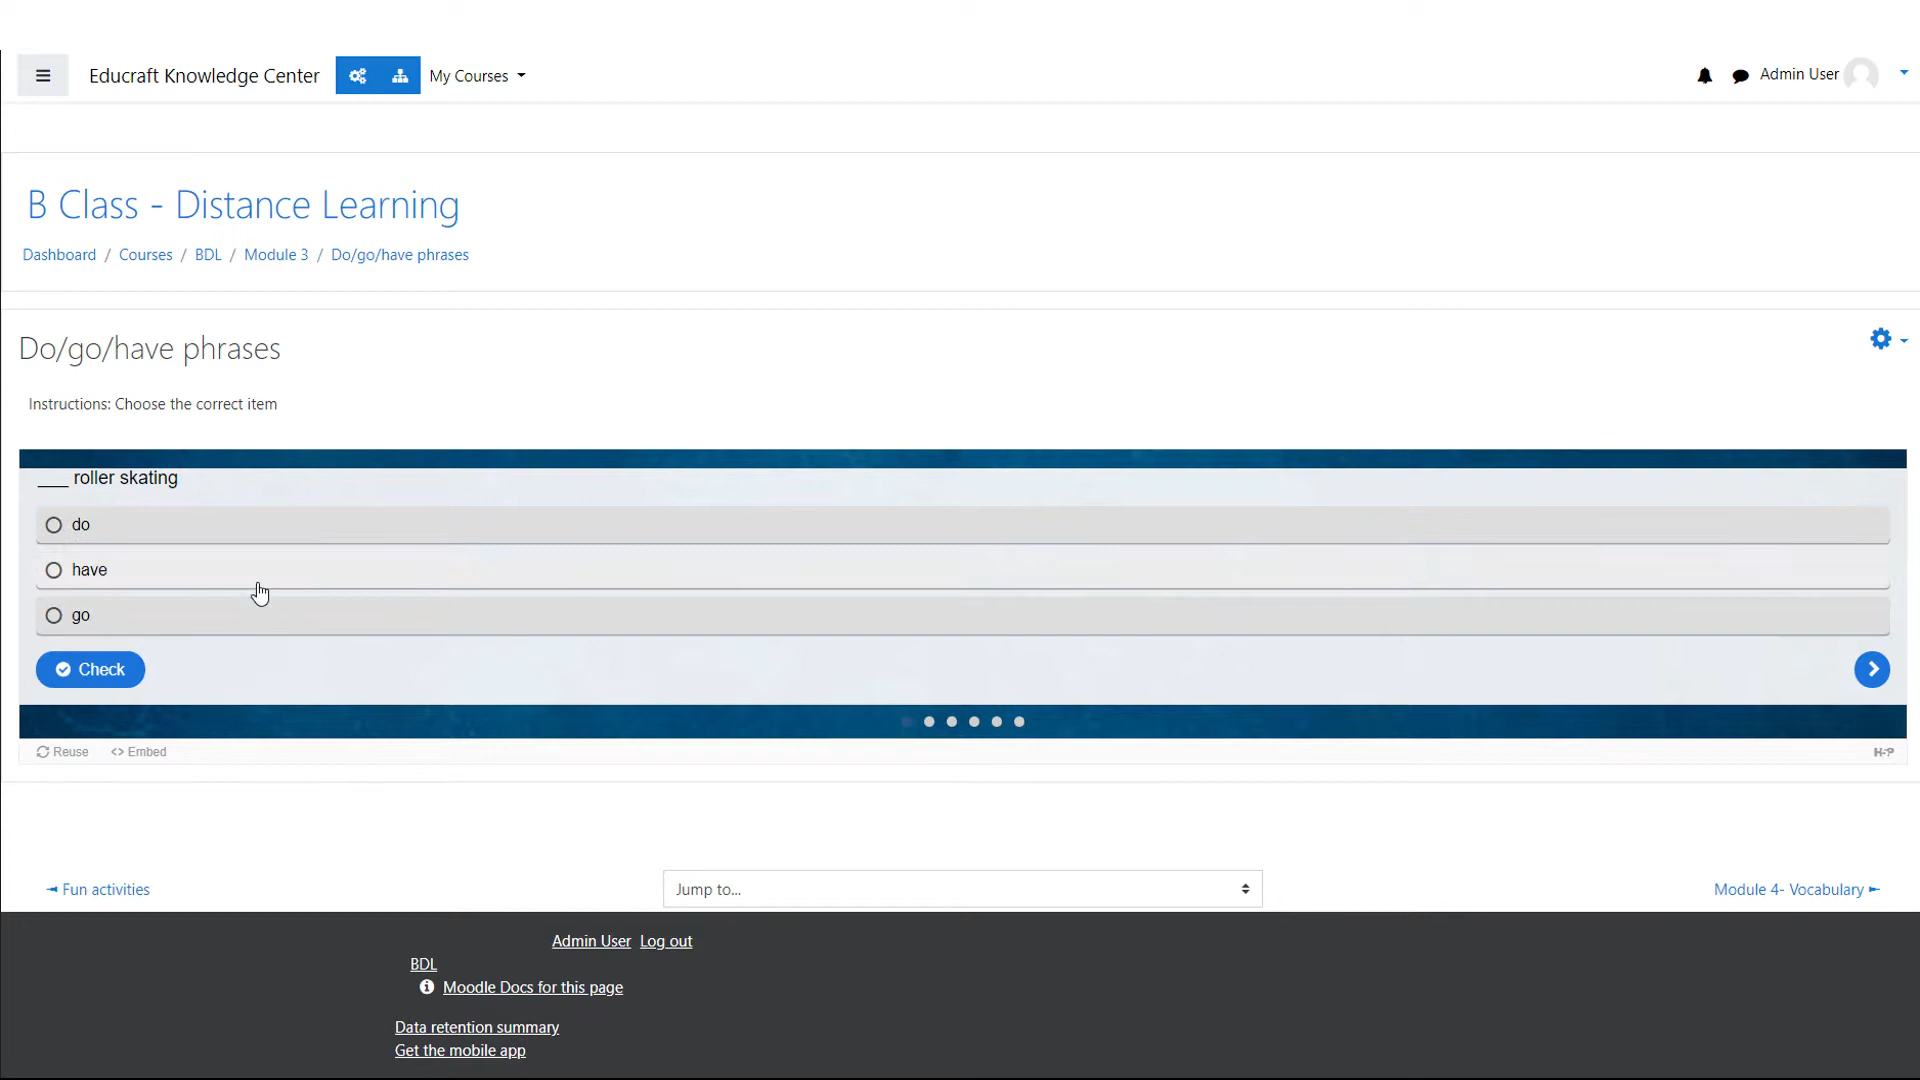 Educraft Knowledge Center My Courses Admin User
B Class - Distance Learning
Dashboard / Courses / BDL / Module 3 / Do/go/have phrases
Do/go/have phrases
Instructions: Choose the correct item
___ roller skating
do
have
go
Check
Reuse <> Embed H-P
◄ Fun activities Jump to... Module 4- Vocabulary ►
Admin User Log out
BDL
Moodle Docs for this page
Data retention summary
Get the mobile app